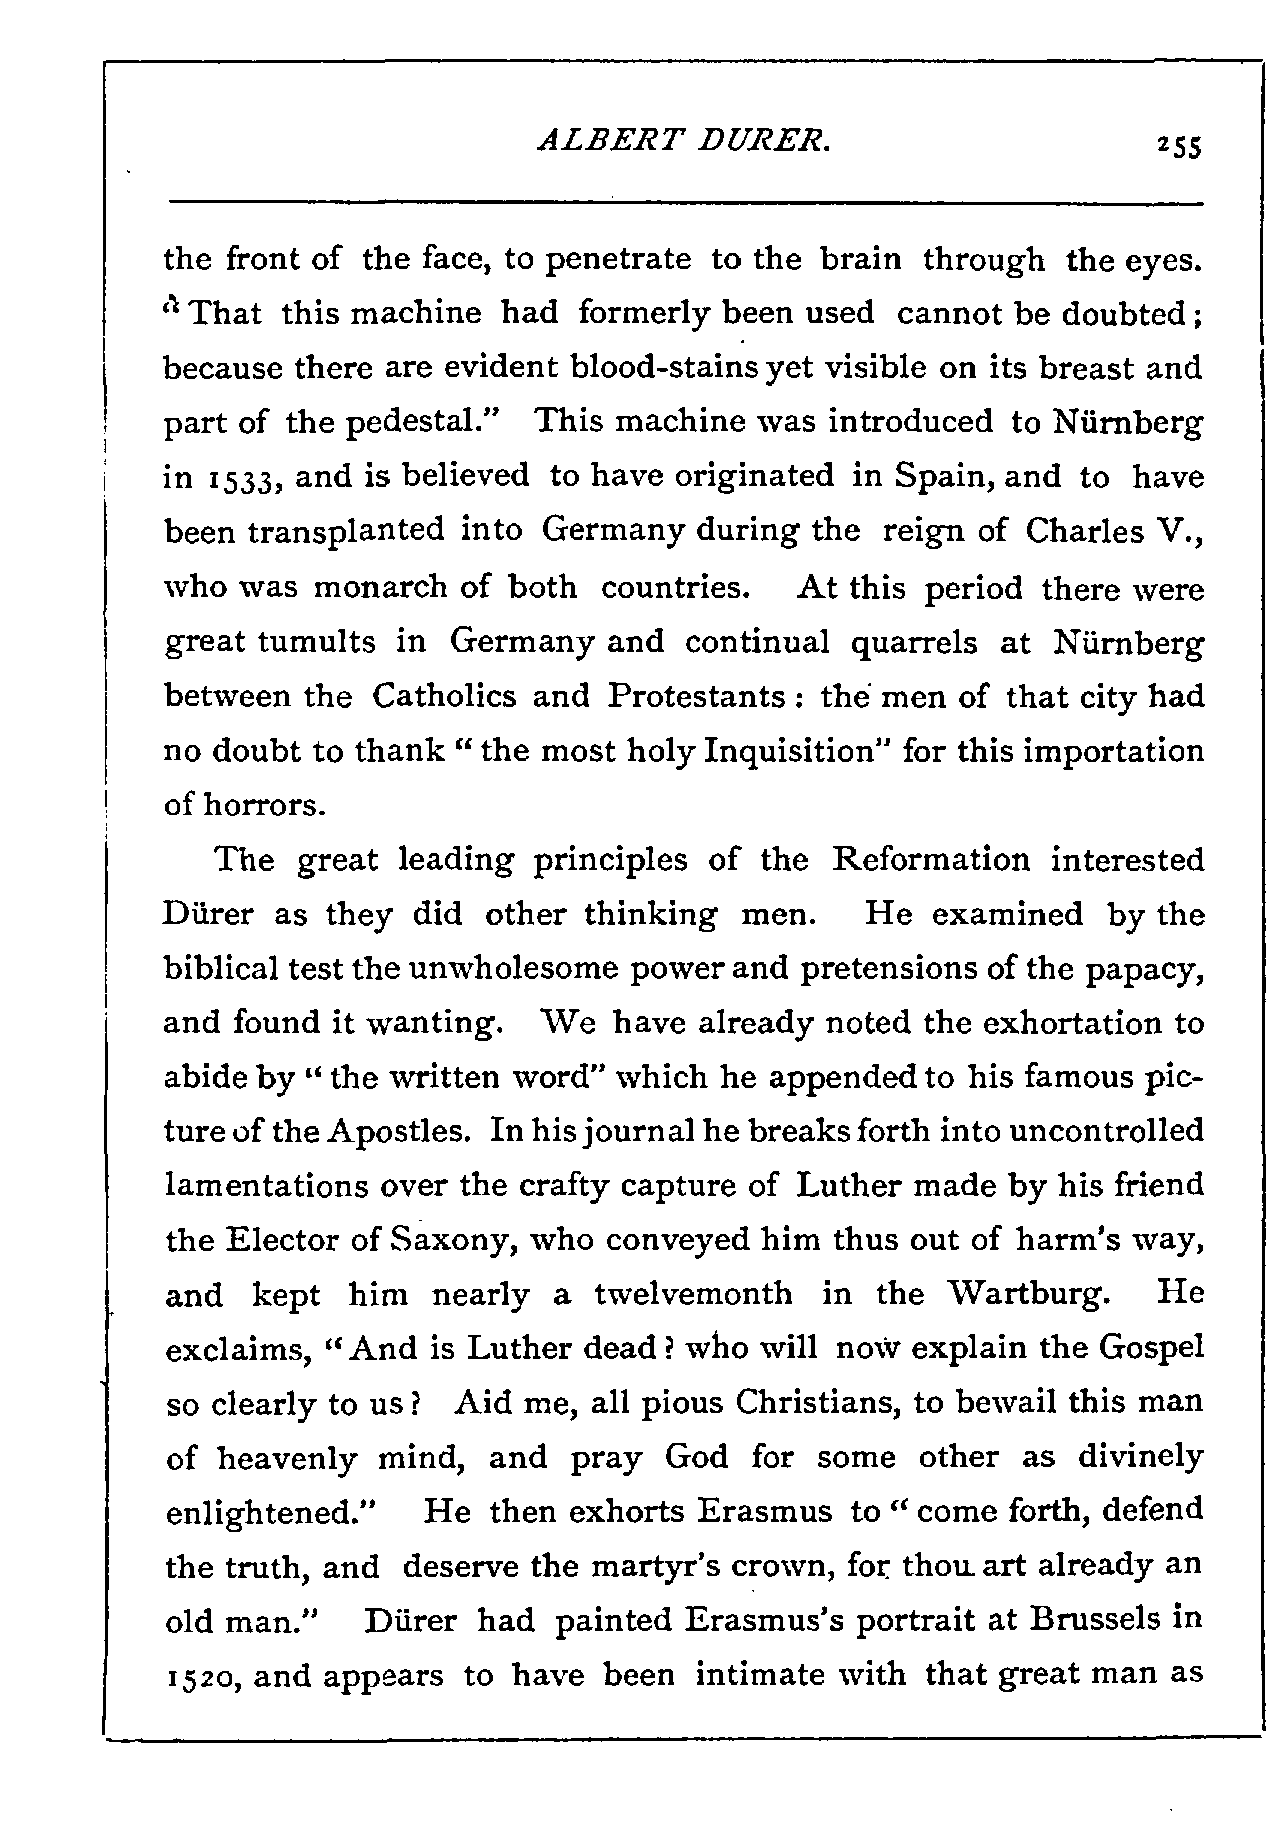 ALBERT DURER. 255
the front of the face, to penetrate to the brain through the eyes.
“ That this machine had formerly been used cannot be doubted ;
because there are evident blood-stains yet visible on its breast and
part of the pedestal.” This machine was introduced to Nürnberg
in 1533, and is believed to have originated in Spain, and to have
been transplanted into Germany during the reign of Charles V.,
who was monarch of both countries. At this period there were
great tumults in Germany and continual quarrels at Nürnberg
between the Catholics and Protestants : the men of that city had
no doubt to thank “ the most holy Inquisition” for this importation
of horrors.
The great leading principles of the Reformation interested
Dürer as they did other thinking men. He examined by the
biblical test the unwholesome power and pretensions of the papacy,
and found it wanting. We have already noted the exhortation to
abide by “ the written word” which he appended to his famous pic-
ture of the Apostles. In his journal he breaks forth into uncontrolled
lamentations over the crafty capture of Luther made by his friend
the Elector of Saxony, who conveyed him thus out of harm’s way,
and kept him nearly a twelvemonth in the Wartburg. He
exclaims, “ And is Luther dead ? who will now explain the Gospel
so clearly to us ? Aid me, all pious Christians, to bewail this man
of heavenly mind, and pray God for some other as divinely
enlightened.” He then exhorts Erasmus to “ come forth, defend
the truth, and deserve the martyr’s crown, for thou art already an
old man.” Dürer had painted Erasmus’s portrait at Brussels in
1520, and appears to have been intimate with that great man as